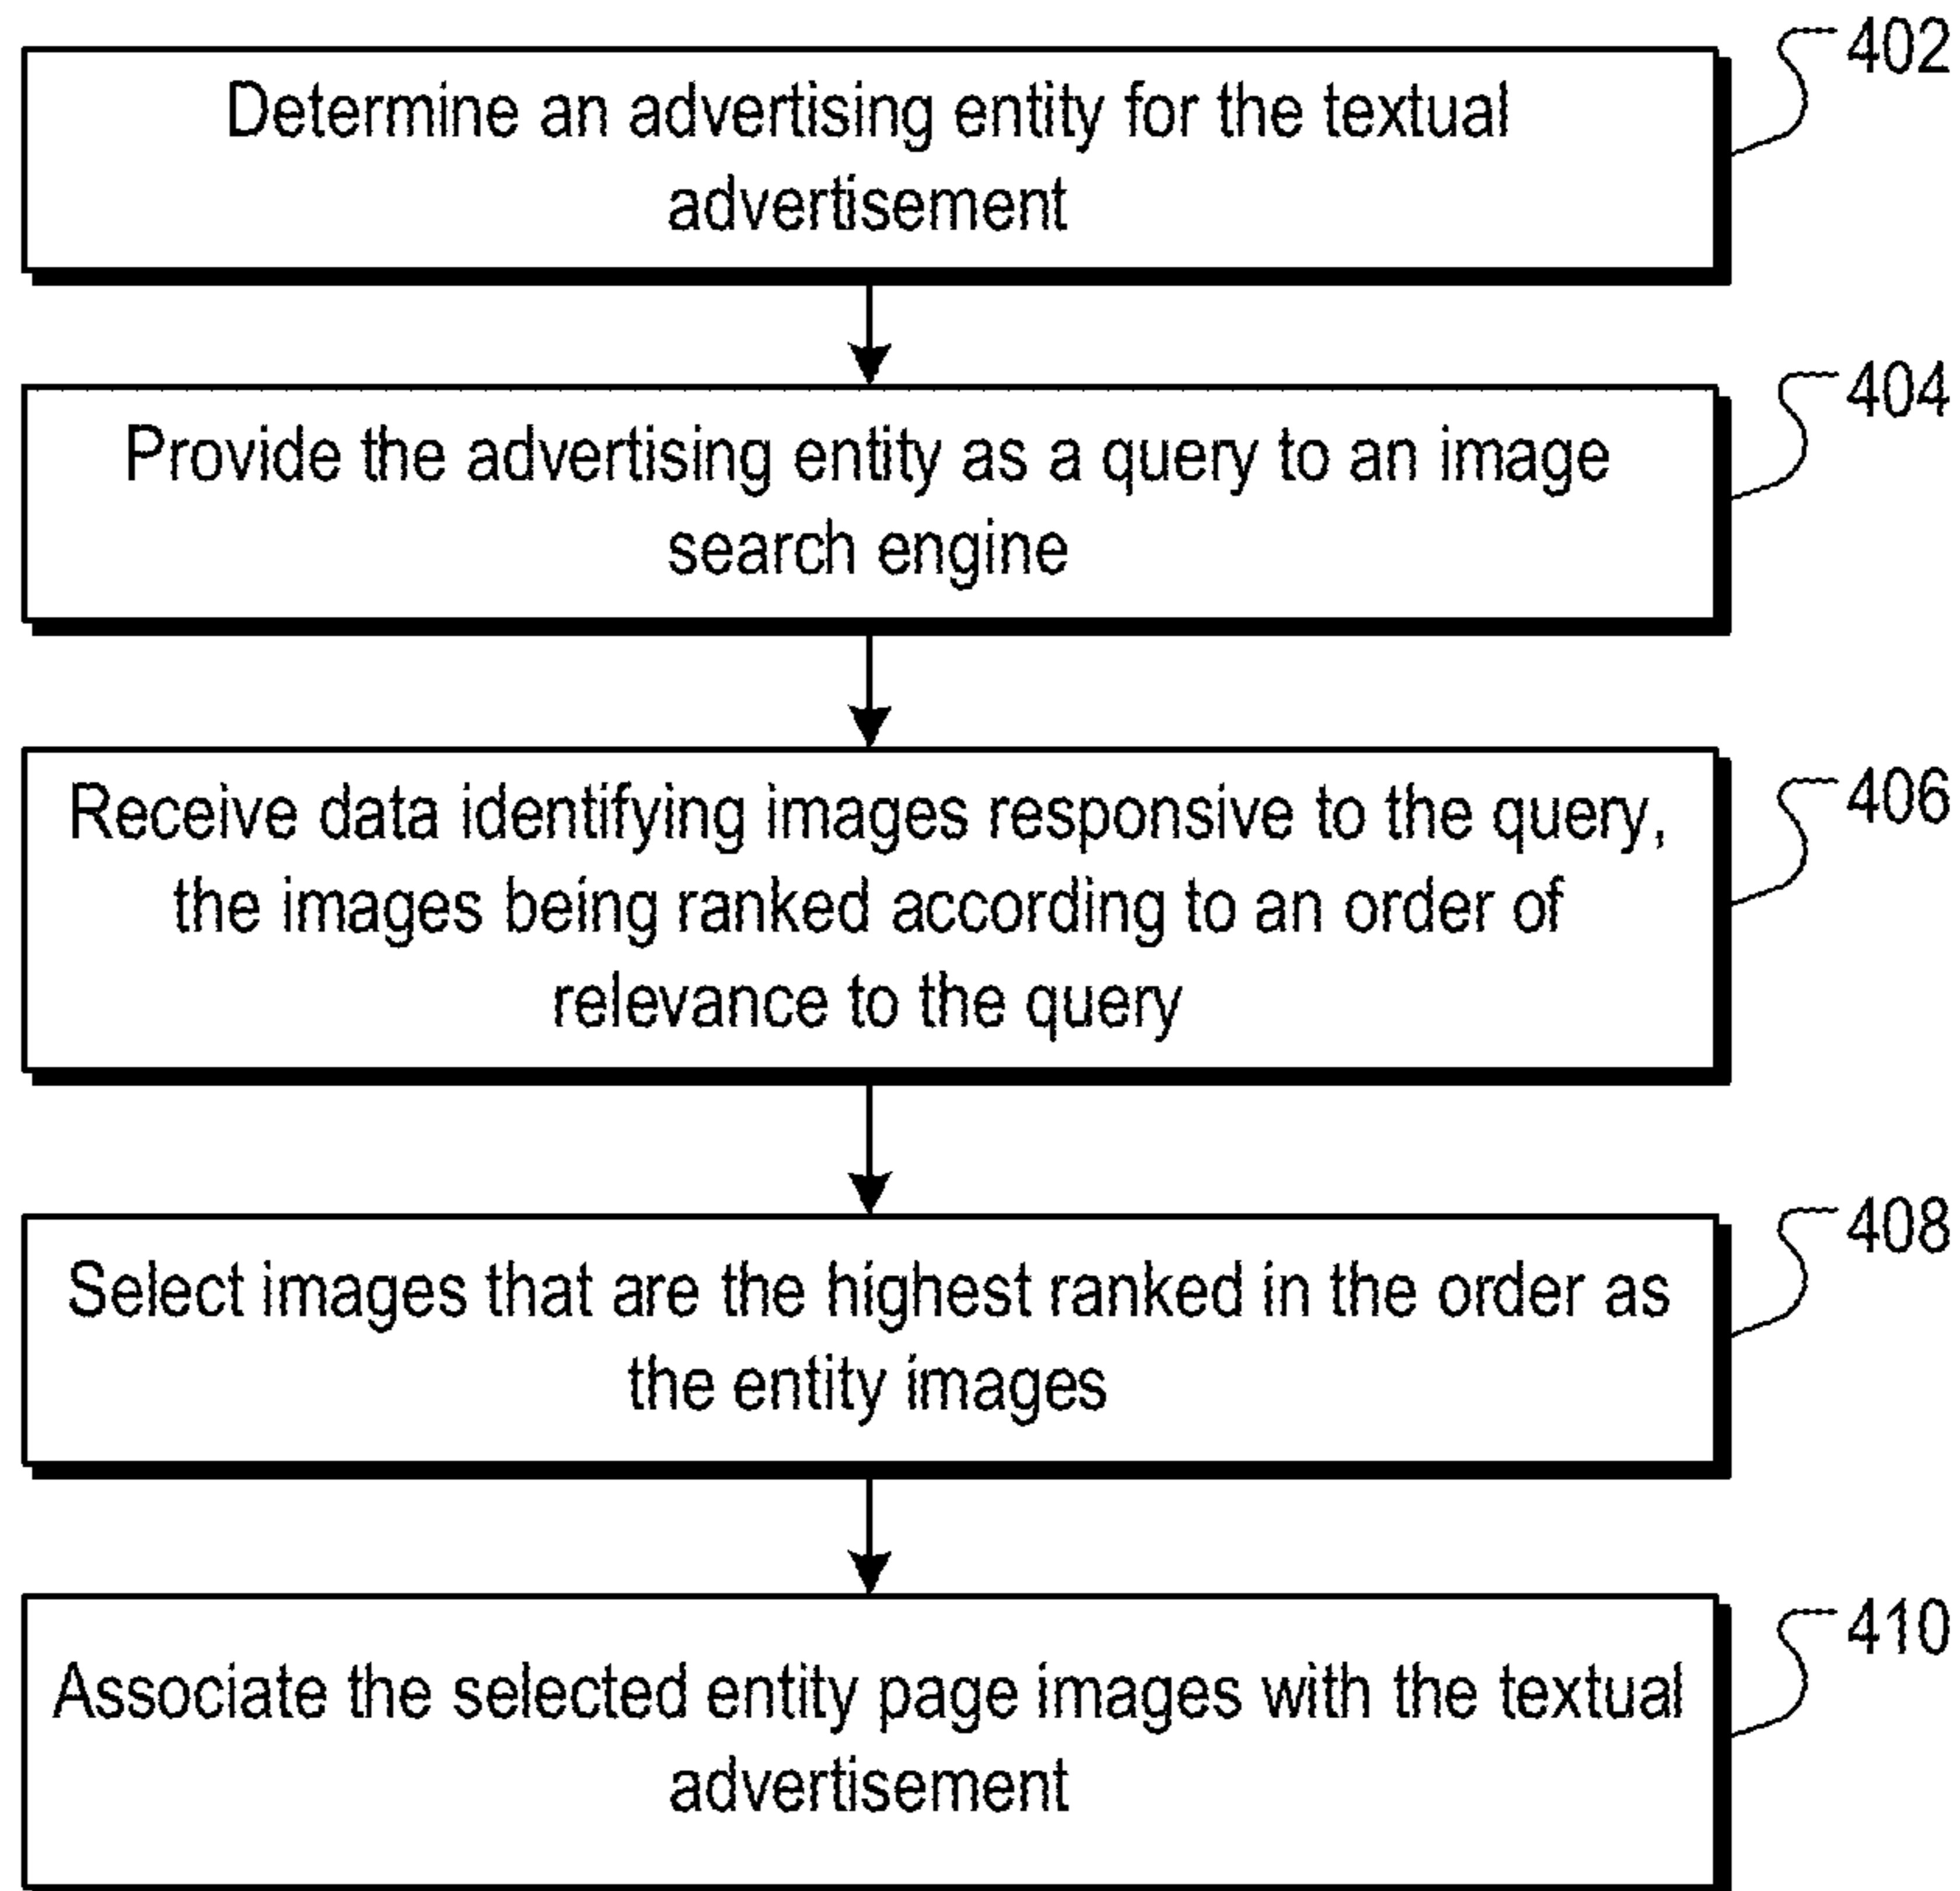 402
Determine an advertising entity for the textual
advertisement
404
Provide the advertising entity as a query to an image
search engine
406
Receive data identifying images responsive to the query,
the images being ranked according to an order of
relevance to the query
408
Select images that are the highest ranked in the order as
the entity images
410
Associate the selected entity page images with the textual
advertisement